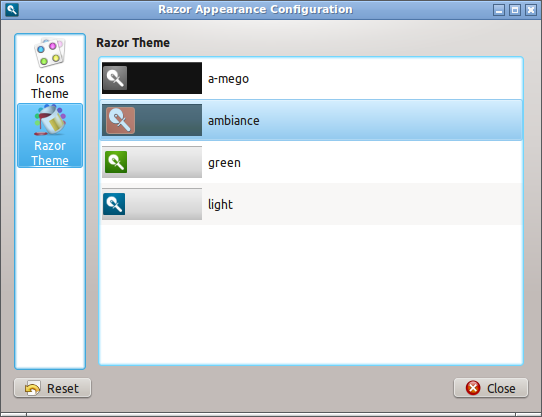 Razor Appearance Configuration
Icons
Theme
Razor
Theme
Razor Theme
a-mego
ambiance
green
light
Reset
Close